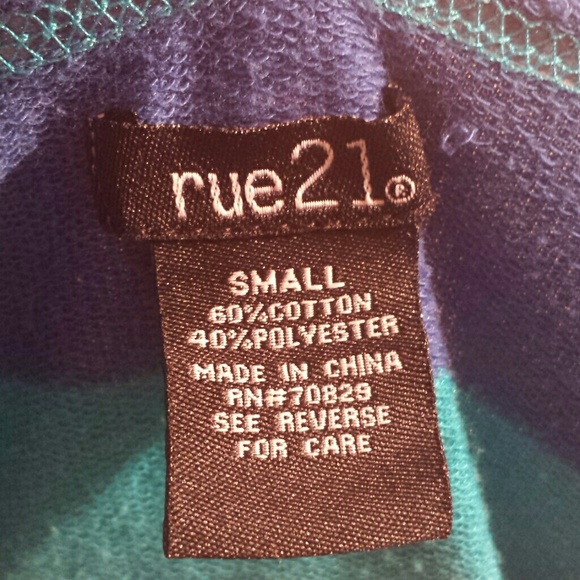 rue21®
SMALL
60%COTTON
40%POLYESTER
MADE IN CHINA
RN#70829
SEE REVERSE
FOR CARE